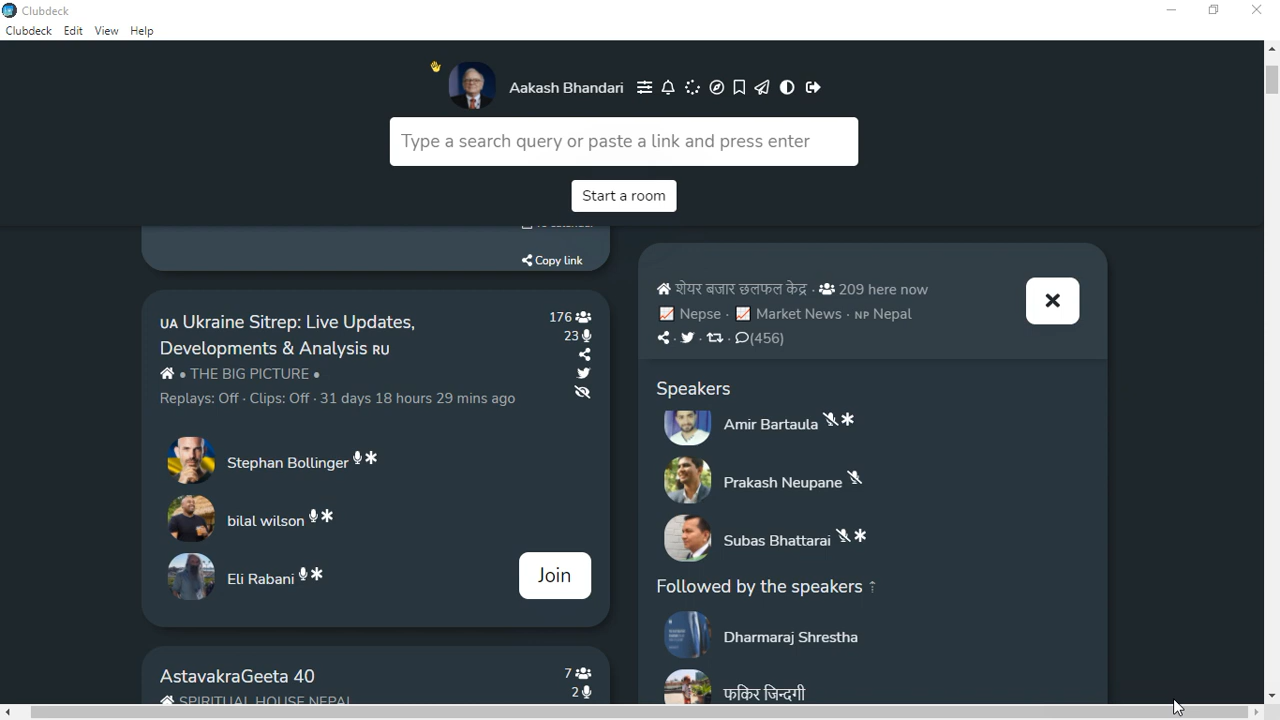 Clubdeck
Clubdeck Edit View Help
Aakash Bhandari
Type a search query or paste a link and press enter
Start a room
Copy link
UA Ukraine Sitrep: Live Updates,
Developments & Analysis RU
• THE BIG PICTURE •
Replays: Off · Clips: Off · 31 days 18 hours 29 mins ago
176
23
Stephan Bollinger
bilal wilson
Eli Rabani
Join
AstavakraGeeta 40
SPIRITUAL HOUSE NEPAL
7
2
शेयर बजार छलफल केद्र · 209 here now
Nepse · Market News · NP Nepal
(456)
Speakers
Amir Bartaula
Prakash Neupane
Subas Bhattarai
Followed by the speakers
Dharmaraj Shrestha
फकिर जिन्दगी